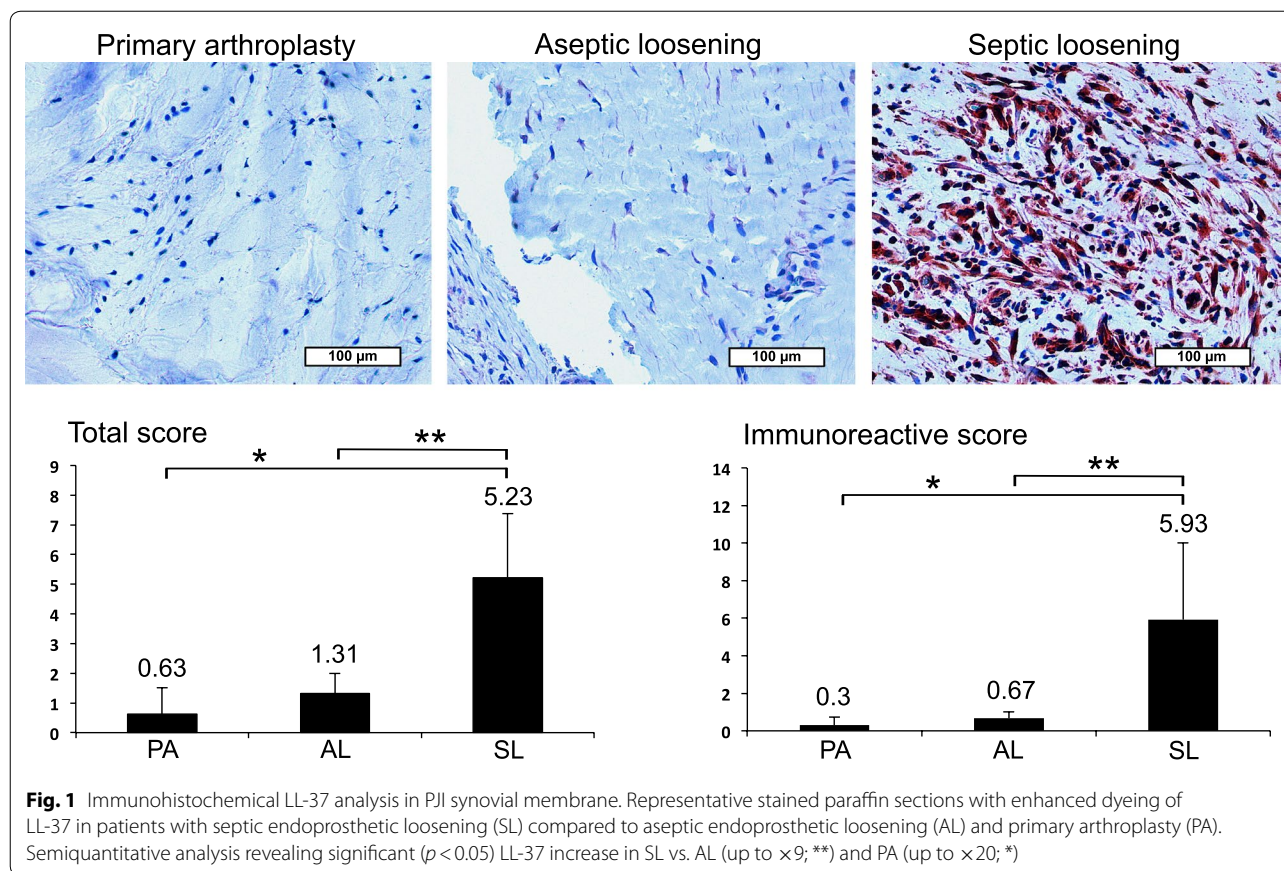 Primary arthroplasty
Aseptic loosening
Septic loosening
100 µm
100 µm
100 µm
Total score
9
8
7
6
5
4
3
2
1
0
*
**
0.63
1.31
5.23
PA
AL
SL
Immunoreactive score
14
12
10
8
6
4
2
0
*
**
0.3
0.67
5.93
PA
AL
SL
Fig. 1 Immunohistochemical LL-37 analysis in PJI synovial membrane. Representative stained paraffin sections with enhanced dyeing of
LL-37 in patients with septic endoprosthetic loosening (SL) compared to aseptic endoprosthetic loosening (AL) and primary arthroplasty (PA).
Semiquantitative analysis revealing significant (p < 0.05) LL-37 increase in SL vs. AL (up to ×9; **) and PA (up to ×20; *)